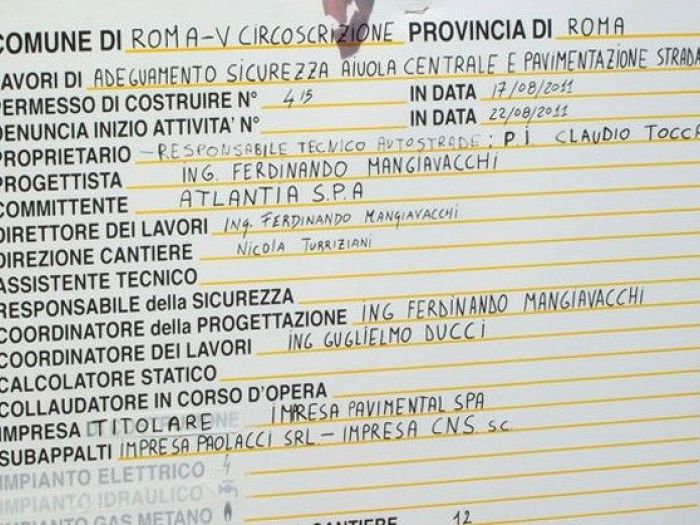 COMUNE DI ROMA-V CIRCOSCRIZIONE PROVINCIA DI ROMA
LAVORI DI ADEGUAMENTO SICUREZZA AIUOLA CENTRALE E PAVIMENTAZIONE STRADA
PERMESSO DI COSTRUIRE N° 415 IN DATA 17/08/2011
DENUNCIA INIZIO ATTIVITA' N° IN DATA 22/08/2011
PROPRIETARIO - RESPONSABILE TECNICO AUTOSTRADE: P.I. CLAUDIO TOCC
PROGETTISTA ING. FERDINANDO MANGIAVACCHI
COMMITTENTE ATLANTIA S.P.A
DIRETTORE DEI LAVORI Ing. FERDINANDO MANGIAVACCHI
DIREZIONE CANTIERE NICOLA TURRIZIANI
ASSISTENTE TECNICO
RESPONSABILE della SICUREZZA
COORDINATORE della PROGETTAZIONE ING FERDINANDO MANGIAVACCHI
COORDINATORE DEI LAVORI ING GUGLIELMO DUCCI
CALCOLATORE STATICO
COLLAUDATORE IN CORSO D'OPERA
IMPRESA TITOLARE IMPRESA PAVIMENTAL SPA
SUBAPPALTI IMPRESA PAOLACCI SRL - IMPRESA CNS. sc.
IMPIANTO ELETTRICO
IMPIANTO IDRAULICO
IMPIANTO GAS METANO CANTIERE 12